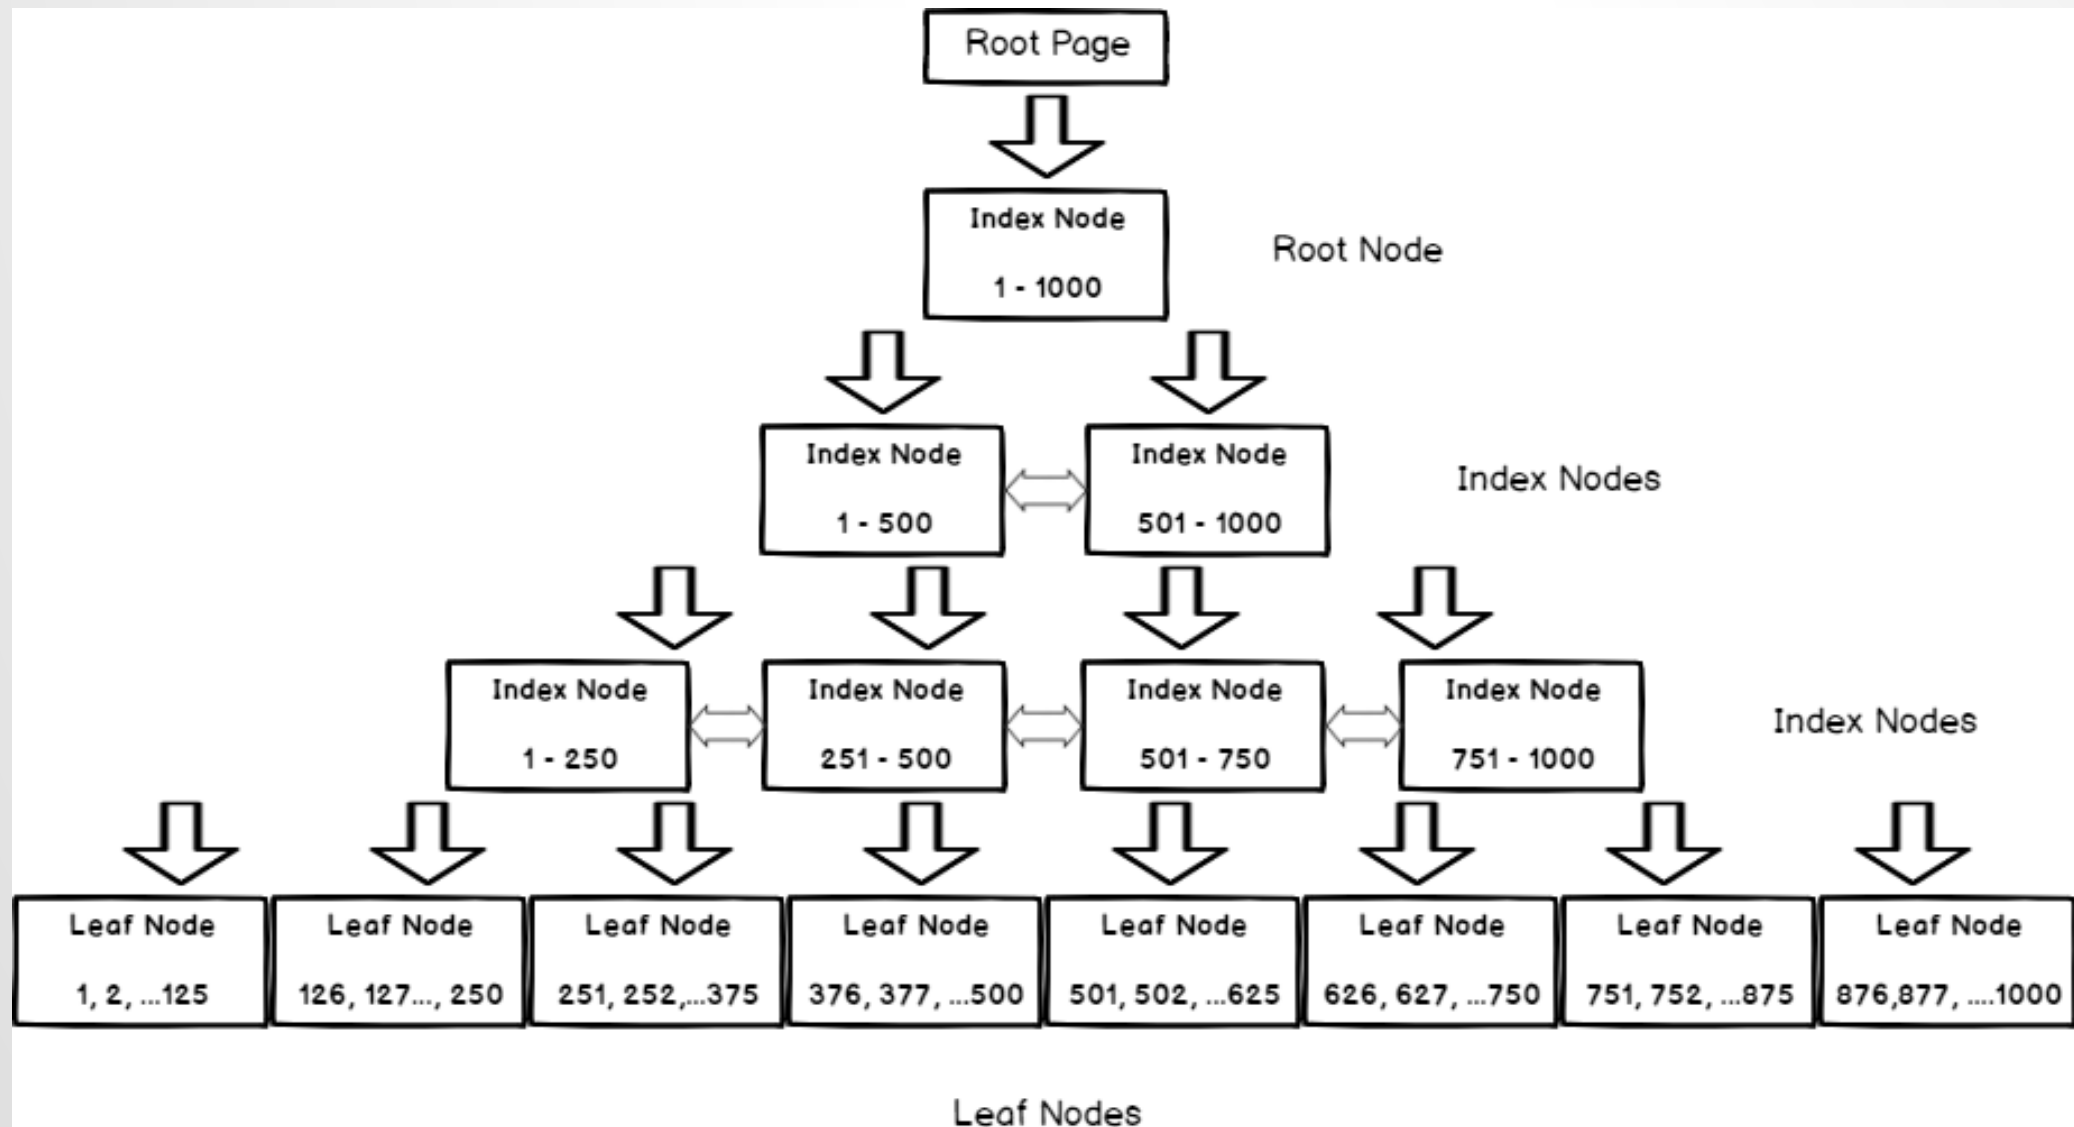 Root Page
Index Node
1 - 1000
Root Node
Index Node
1 - 500
Index Node
501 - 1000
Index Nodes
Index Node
1 - 250
Index Node
251 - 500
Index Node
501 - 750
Index Node
751 - 1000
Index Nodes
Leaf Node
1, 2, ...125
Leaf Node
126, 127..., 250
Leaf Node
251, 252,...375
Leaf Node
376, 377, ...500
Leaf Node
501, 502, ...625
Leaf Node
626, 627, ...750
Leaf Node
751, 752, ...875
Leaf Node
876,877, ....1000
Leaf Nodes